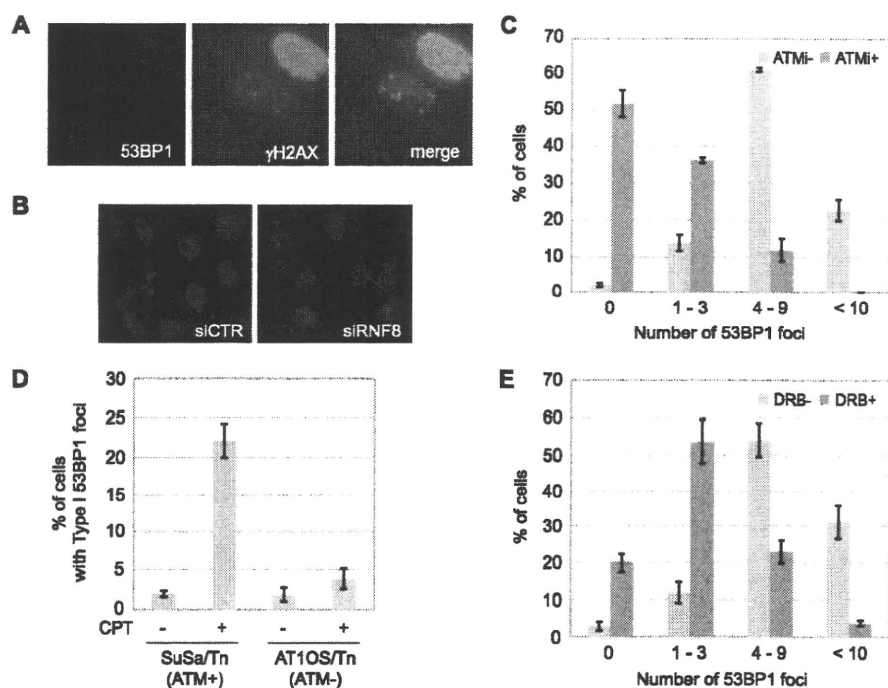 A
53BP1
γH2AX
merge
B
siCTR
siRNF8
C
ATMi- ATMi+
% of cells
70
60
50
40
30
20
10
0
0 1 - 3 4 - 9 < 10
Number of 53BP1 foci
D
% of cells
with Type I 53BP1 foci
30
25
20
15
10
5
0
CPT - + - +
SuSa/Tn AT1OS/Tn
(ATM+) (ATM-)
E
DRB- DRB+
% of cells
70
60
50
40
30
20
10
0
0 1 - 3 4 - 9 < 10
Number of 53BP1 foci